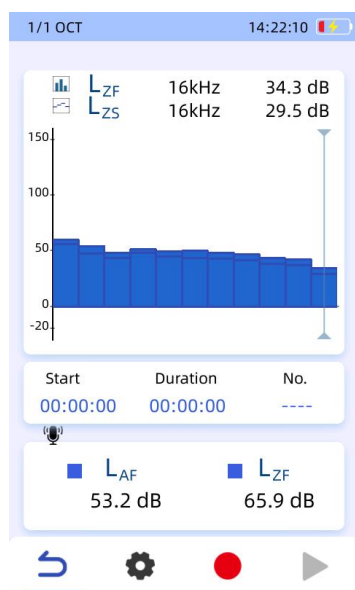 1/1 OCT 14:22:10
LZF 16kHz 34.3 dB
LZS 16kHz 29.5 dB
150
100
50
0
-20
Start Duration No.
00:00:00 00:00:00 ----
LAF LZF
53.2 dB 65.9 dB